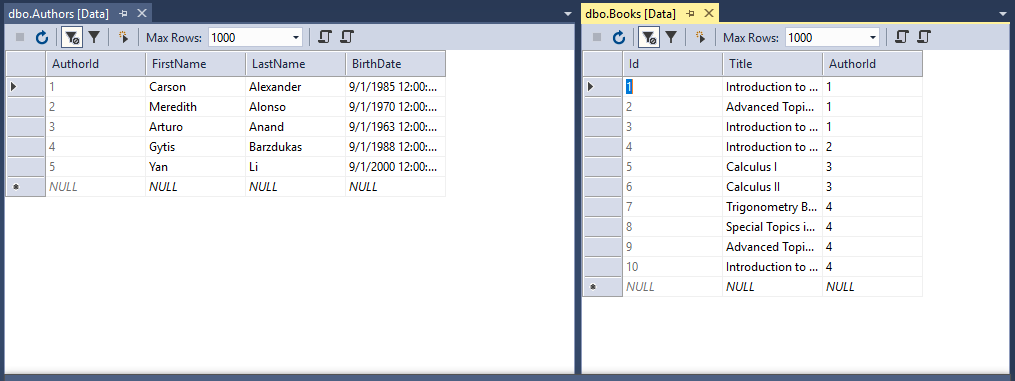 dbo.Authors [Data]
Max Rows: 1000
AuthorId FirstName LastName BirthDate
1 Carson Alexander 9/1/1985 12:00:...
2 Meredith Alonso 9/1/1970 12:00:...
3 Arturo Anand 9/1/1963 12:00:...
4 Gytis Barzdukas 9/1/1988 12:00:...
5 Yan Li 9/1/2000 12:00:...
NULL NULL NULL NULL
dbo.Books [Data]
Max Rows: 1000
Id Title AuthorId
1 Introduction to ... 1
2 Advanced Topi... 1
3 Introduction to ... 1
4 Introduction to ... 2
5 Calculus I 3
6 Calculus II 3
7 Trigonometry B... 4
8 Special Topics i... 4
9 Advanced Topi... 4
10 Introduction to ... 4
NULL NULL NULL